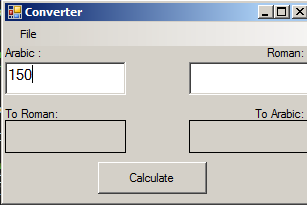 Converter
File
Arabic : Roman:
150
To Roman: To Arabic:
Calculate